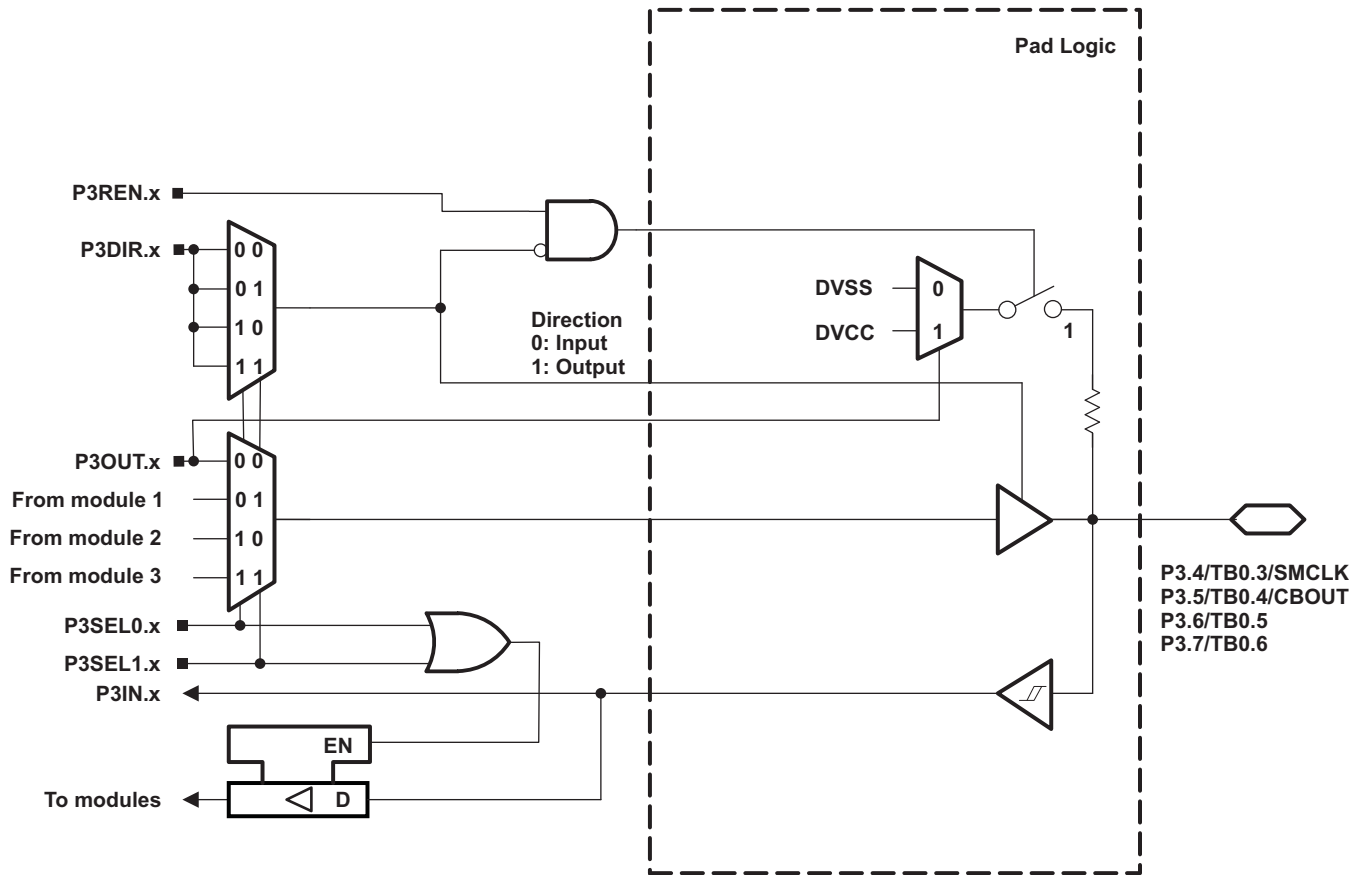 Pad Logic
P3REN.x
P3DIR.x
0 0
0 1
1 0
1 1
Direction
0: Input
1: Output
DVSS
DVCC
0
1
1
P3OUT.x
From module 1
From module 2
From module 3
0 0
0 1
1 0
1 1
P3SEL0.x
P3SEL1.x
P3IN.x
EN
D
To modules
P3.4/TB0.3/SMCLK
P3.5/TB0.4/CBOUT
P3.6/TB0.5
P3.7/TB0.6